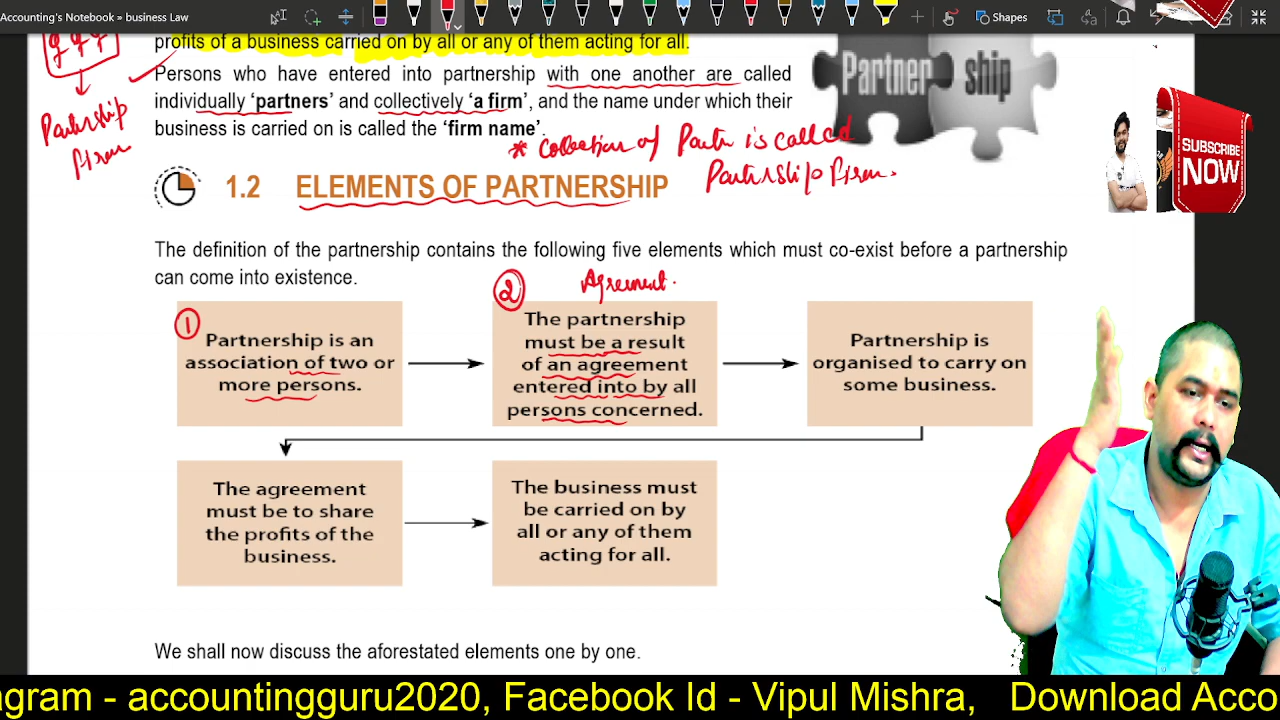 Accounting's Notebook » business Law
Shapes
profits of a business carried on by all or any of them acting for all.
Persons who have entered into partnership with one another are called
individually 'partners' and collectively 'a firm', and the name under which their
business is carried on is called the 'firm name'.
Partnership
firm
Partner ship
SUBSCRIBE
NOW
* Collection of Partn is called
Partnership Firm.
1.2 ELEMENTS OF PARTNERSHIP
The definition of the partnership contains the following five elements which must co-exist before a partnership
can come into existence.
Agreement.
1
Partnership is an
association of two or
more persons.
2
The partnership
must be a result
of an agreement
entered into by all
persons concerned.
Partnership is
organised to carry on
some business.
The agreement
must be to share
the profits of the
business.
The business must
be carried on by
all or any of them
acting for all.
We shall now discuss the aforestated elements one by one.
agram - accountingguru2020, Facebook Id - Vipul Mishra, Download Acco